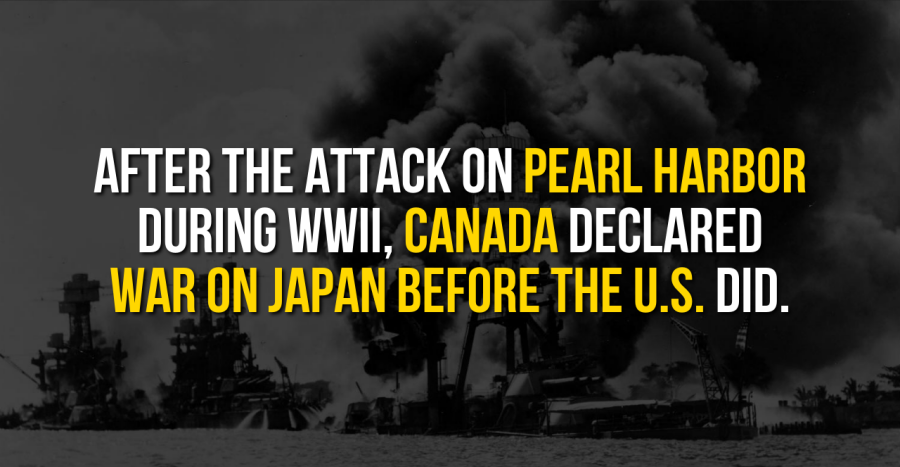 AFTER THE ATTACK ON PEARL HARBOR
DURING WWII, CANADA DECLARED
WAR ON JAPAN BEFORE THE U.S. DID.